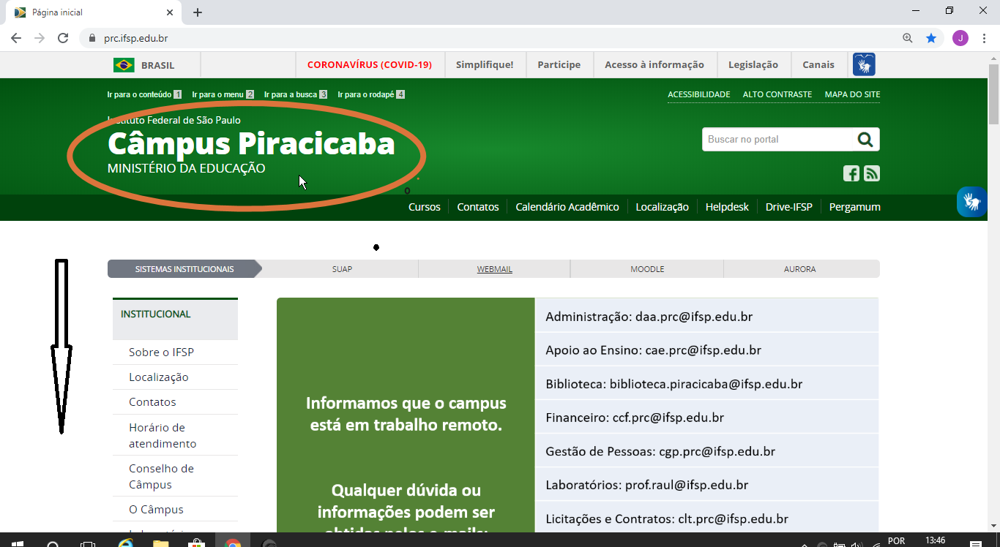 Página inicial
prc.ifsp.edu.br
J
BRASIL
CORONAVÍRUS (COVID-19)
Simplifique!
Participe
Acesso à informação
Legislação
Canais
Ir para o conteúdo 1
Ir para o menu 2
Ir para a busca 3
Ir para o rodapé 4
ACESSIBILIDADE
ALTO CONTRASTE
MAPA DO SITE
Instituto Federal de São Paulo
Câmpus Piracicaba
MINISTÉRIO DA EDUCAÇÃO
Buscar no portal
o
Cursos
Contatos
Calendário Acadêmico
Localização
Helpdesk
Drive-IFSP
Pergamum
SISTEMAS INSTITUCIONAIS
SUAP
WEBMAIL
MOODLE
AURORA
INSTITUCIONAL
Sobre o IFSP
Localização
Contatos
Horário de
atendimento
Conselho de
Câmpus
O Câmpus
Informamos que o campus
está em trabalho remoto.
Qualquer dúvida ou
informações podem ser
obtidas pelos e-mails:
Administração: daa.prc@ifsp.edu.br
Apoio ao Ensino: cae.prc@ifsp.edu.br
Biblioteca: biblioteca.piracicaba@ifsp.edu.br
Financeiro: ccf.prc@ifsp.edu.br
Gestão de Pessoas: cgp.prc@ifsp.edu.br
Laboratórios: prof.raul@ifsp.edu.br
Licitações e Contratos: clt.prc@ifsp.edu.br
POR
13:46